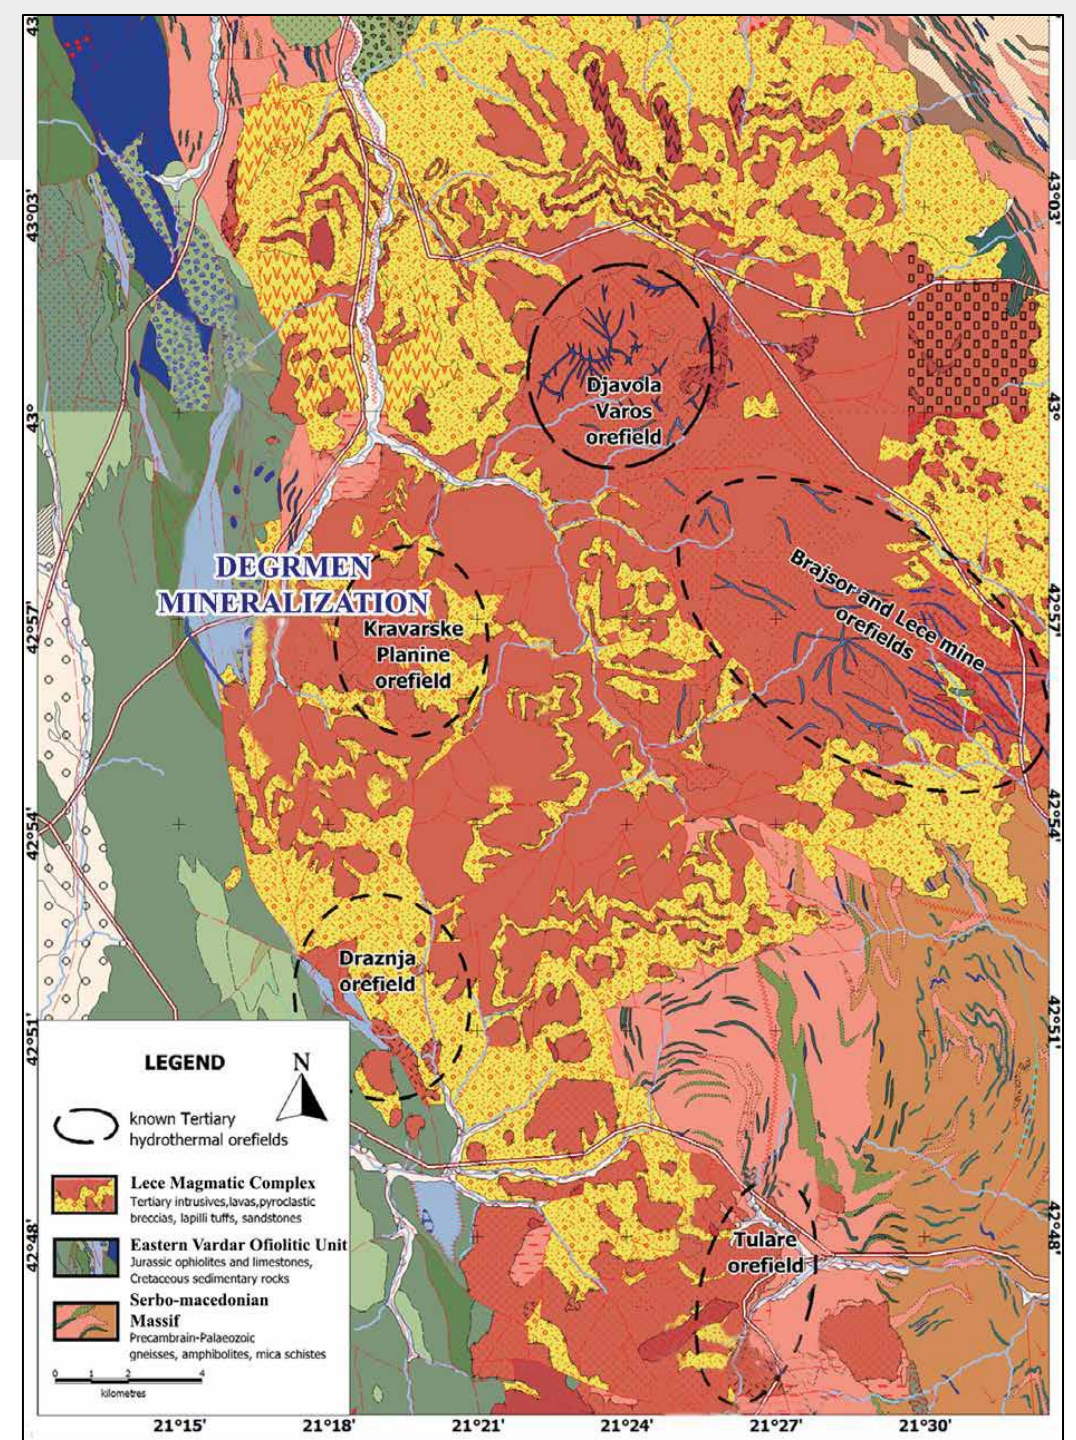 43
43°03'
43°03'
Djavola
Varos
orefield
43°
43°
DEGRMEN
MINERALIZATION
Brajsor and Lece mine
orefields
42°57'
42°57'
Kravarske
Planine
orefield
42°54'
42°54'
Draznja
orefield
42°51'
42°51'
LEGEND
N
known Tertiary
hydrothermal orefields
Lece Magmatic Complex
Tertiary intrusives,lavas,pyroclastic
breccias, lapilli tuffs, sandstones
Eastern Vardar Ofiolitic Unit
Jurassic ophiolites and limestones,
Cretaceous sedimentary rocks
Serbo-macedonian
Massif
Precambrain-Palaeozoic
gneisses, amphibolites, mica schistes
0 1 2 4
kilometres
42°48'
42°48'
Tulare
orefield
21°15' 21°18' 21°21' 21°24' 21°27' 21°30'